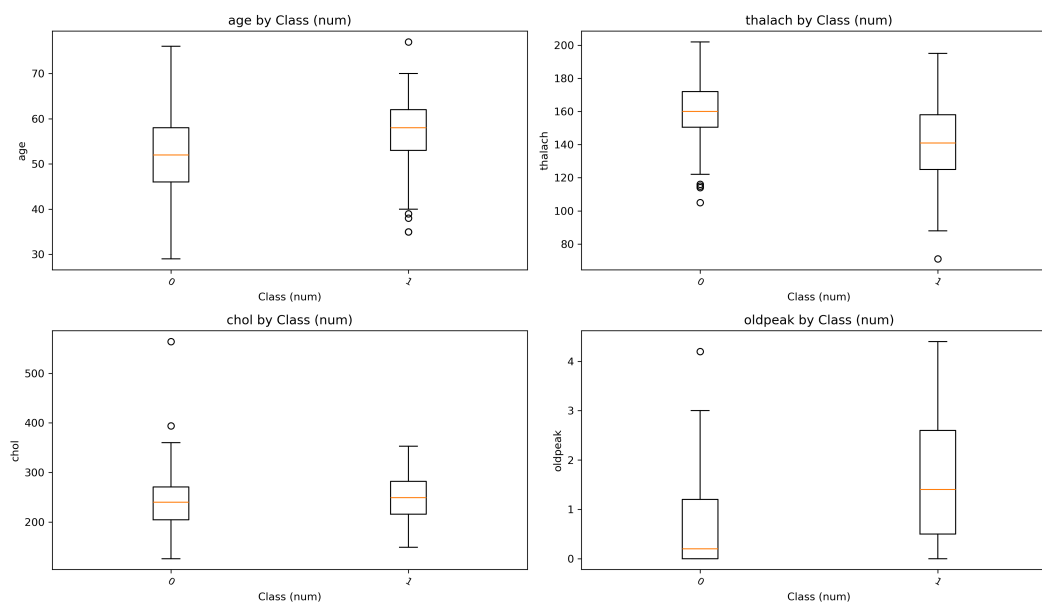 age by Class (num)
70
60
50
40
30
age
0
1
Class (num)
thalach by Class (num)
200
180
160
140
120
100
80
thalach
0
1
Class (num)
chol by Class (num)
500
400
300
200
chol
0
1
Class (num)
oldpeak by Class (num)
4
3
2
1
0
oldpeak
0
1
Class (num)